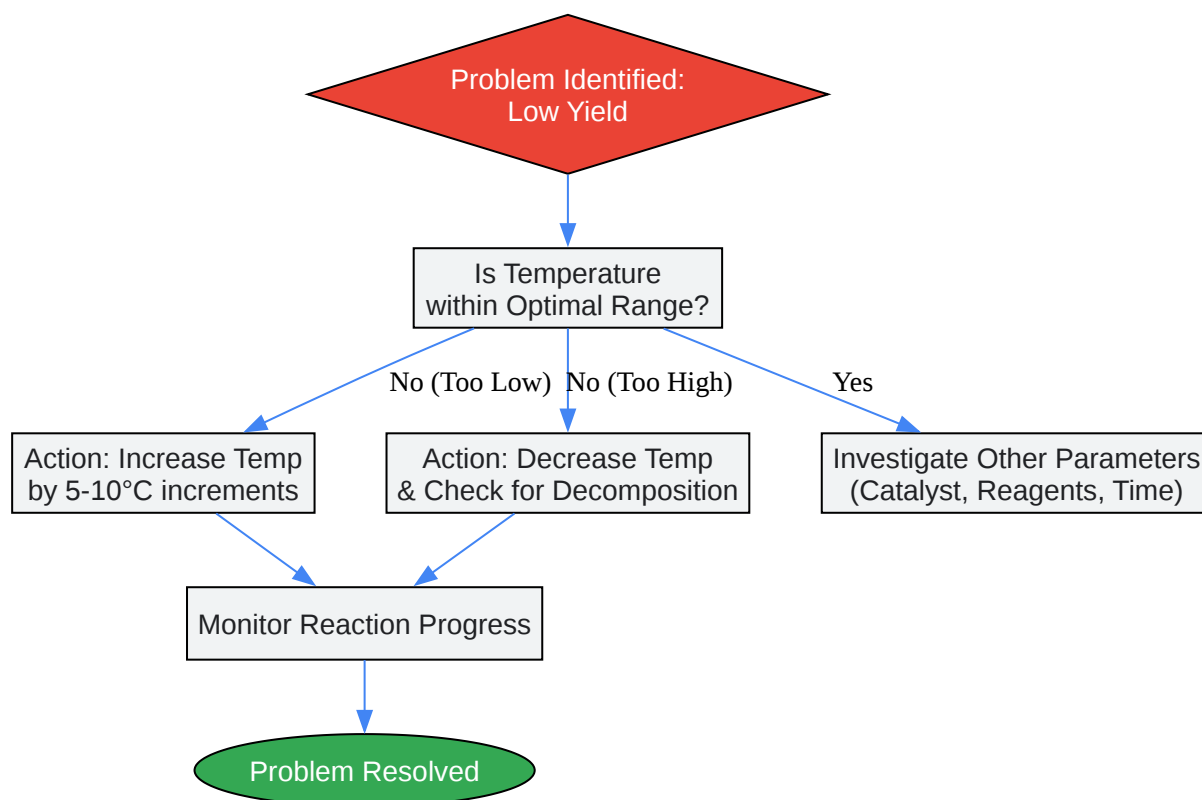 Problem Identified:
Low Yield
Is Temperature
within Optimal Range?
No (Too Low)
No (Too High)
Yes
Action: Increase Temp
by 5-10°C increments
Action: Decrease Temp
& Check for Decomposition
Investigate Other Parameters
(Catalyst, Reagents, Time)
Monitor Reaction Progress
Problem Resolved